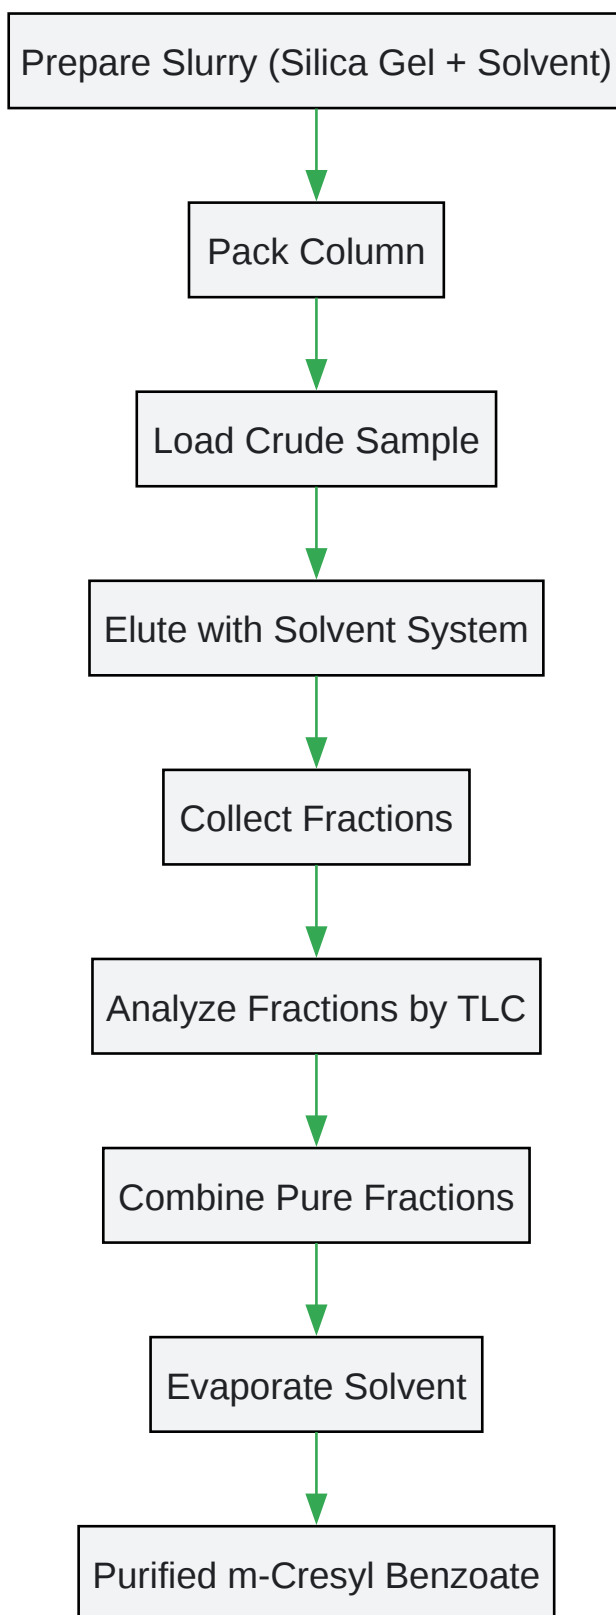 Prepare Slurry (Silica Gel + Solvent)
Pack Column
Load Crude Sample
Elute with Solvent System
Collect Fractions
Analyze Fractions by TLC
Combine Pure Fractions
Evaporate Solvent
Purified m-Cresyl Benzoate